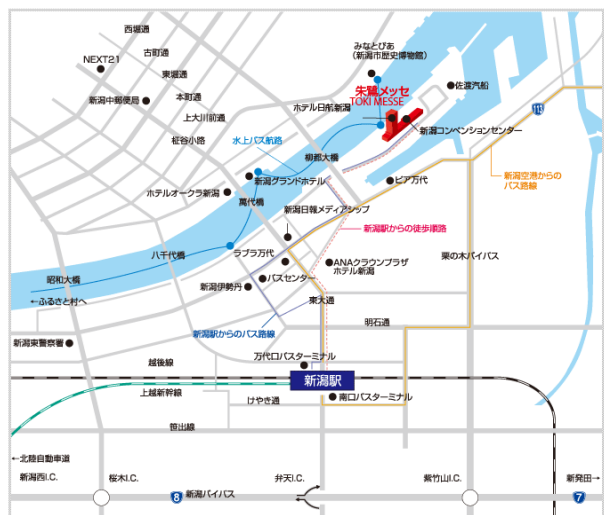 西堀通
古町通
NEXT21
東堀通
みなとぴあ
（新潟市歴史博物館）
朱鷺メッセ
TOKI MESSE
佐渡汽船
新潟中郵便局
本町通
上大川前通
ホテル日航新潟
113
柾谷小路
水上バス航路
柳都大橋
新潟コンベンションセンター
新潟グランドホテル
ピア万代
新潟空港からの
バス路線
ホテルオークラ新潟
萬代橋
新潟日報メディアシップ
新潟駅からの徒歩順路
八千代橋
ラブラ万代
栗の木バイパス
昭和大橋
バスセンター
ANAクラウンプラザ
ホテル新潟
新潟伊勢丹
←ふるさと村へ
東大通
新潟駅からのバス路線
明石通
新潟東警察署
越後線
万代口バスターミナル
新潟駅
上越新幹線
けやき通
南口バスターミナル
笹出線
←北陸自動車道
新潟西I.C.
桜木I.C.
弁天I.C.
紫竹山I.C.
新発田→
8
新潟バイパス
7